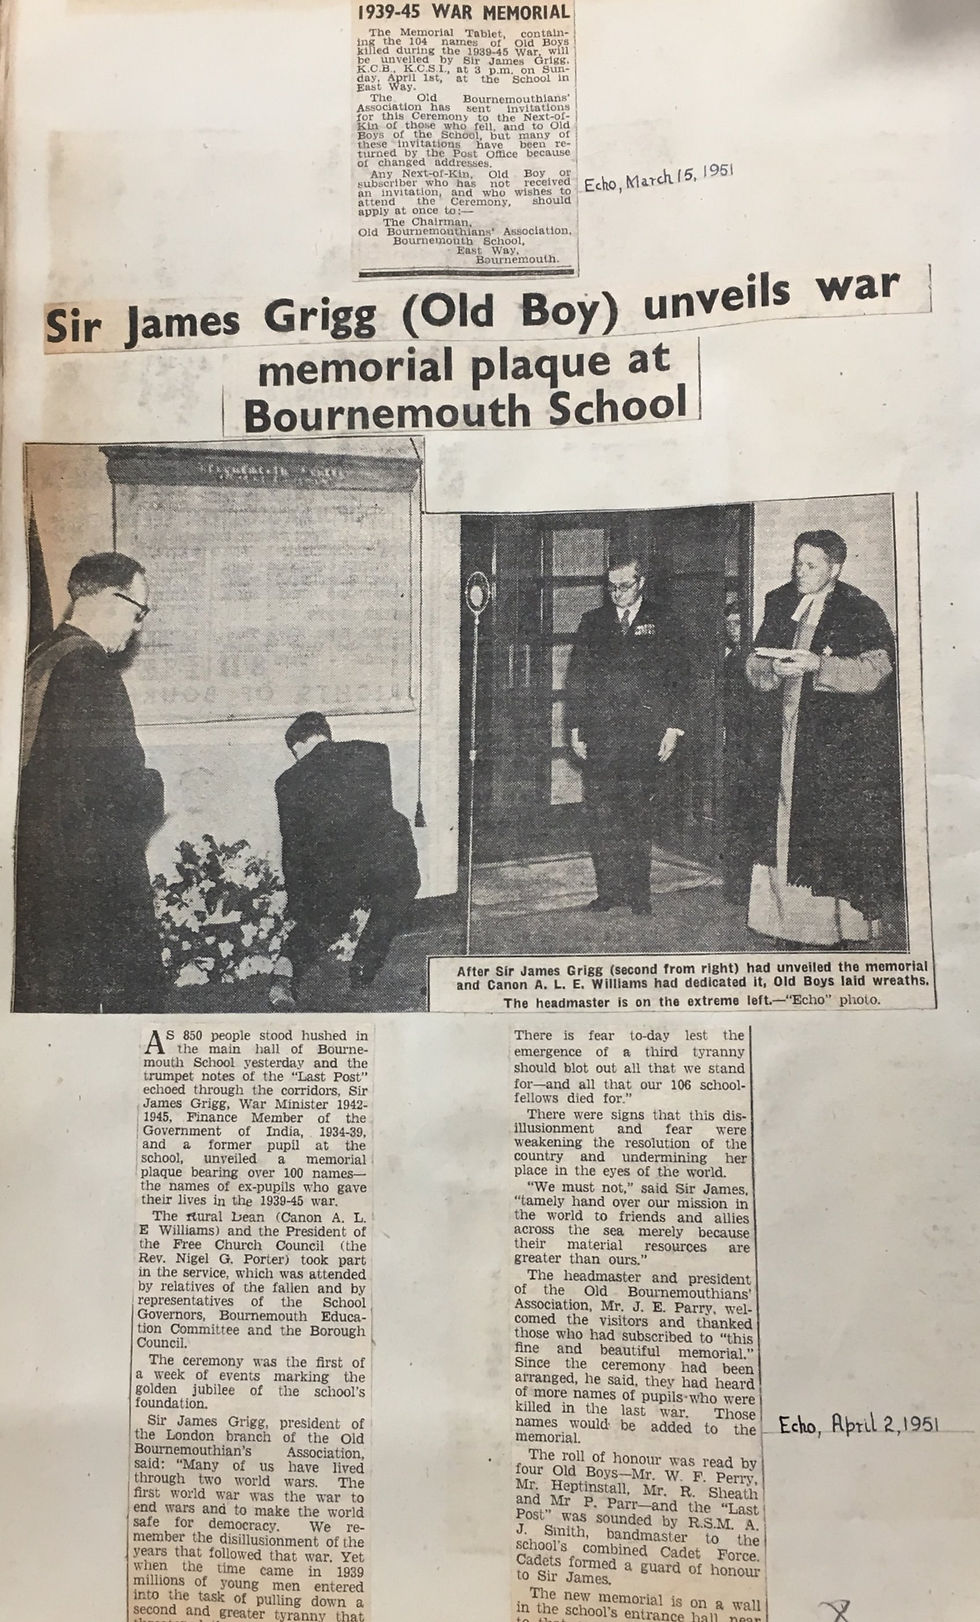 1939-45 WAR MEMORIAL
The Memorial Tablet, contain-
ing the 104 names of Old Boys
killed during the 1939-45 War, will
be unveiled by Sir James Grigg,
K.C.B., K.C.S.I., at 3 p.m. on Sun-
day, April 1st, at the School in
East Way.
The Old Bournemouthians'
Association has sent invitations
for this Ceremony to the Next-of-
Kin of those who fell, and to Old
Boys of the School, but many of
these invitations have been re-
turned by the Post Office because
of changed addresses.
Any Next-of-Kin, Old Boy or
subscriber who has not received
an invitation, and who wishes to
attend the Ceremony, should
apply at once to:—
The Chairman,
Old Bournemouthians' Association,
Bournemouth School,
East Way,
Bournemouth.
Echo, March 15, 1951
Sir James Grigg (Old Boy) unveils war
memorial plaque at
Bournemouth School
After Sir James Grigg (second from right) had unveiled the memorial
and Canon A. L. E. Williams had dedicated it, Old Boys laid wreaths.
The headmaster is on the extreme left.—"Echo" photo.
AS 850 people stood hushed in
the main hall of Bourne-
mouth School yesterday and the
trumpet notes of the "Last Post"
echoed through the corridors, Sir
James Grigg, War Minister 1942-
1945, Finance Member of the
Government of India, 1934-39,
and a former pupil at the
school, unveiled a memorial
plaque bearing over 100 names—
the names of ex-pupils who gave
their lives in the 1939-45 war.
The Rural Dean (Canon A. L.
E Williams) and the President of
the Free Church Council (the
Rev. Nigel G. Porter) took part
in the service, which was attended
by relatives of the fallen and by
representatives of the School
Governors, Bournemouth Educa-
tion Committee and the Borough
Council.
The ceremony was the first of
a week of events marking the
golden jubilee of the school's
foundation.
Sir James Grigg, president of
the London branch of the Old
Bournemouthian's Association,
said: "Many of us have lived
through two world wars. The
first world war was the war to
end wars and to make the world
safe for democracy. We re-
member the disillusionment of the
years that followed that war. Yet
when the time came in 1939
millions of young men entered
into the task of pulling down a
second and greater tyranny that
There is fear to-day lest the
emergence of a third tyranny
should blot out all that we stand
for—and all that our 106 school-
fellows died for."
There were signs that this dis-
illusionment and fear were
weakening the resolution of the
country and undermining her
place in the eyes of the world.
"We must not," said Sir James,
"tamely hand over our mission in
the world to friends and allies
across the sea merely because
their material resources are
greater than ours."
The headmaster and president
of the Old Bournemouthians'
Association, Mr. J. E. Parry, wel-
comed the visitors and thanked
those who had subscribed to "this
fine and beautiful memorial."
Since the ceremony had been
arranged, he said, they had heard
of more names of pupils who were
killed in the last war. Those
names would be added to the
memorial.
The roll of honour was read by
four Old Boys—Mr. W. F. Perry,
Mr. Heptinstall, Mr. R. Sheath
and Mr P. Parr—and the "Last
Post" was sounded by R.S.M. A.
J. Smith, bandmaster to the
school's combined Cadet Force.
Cadets formed a guard of honour
to Sir James.
The new memorial is on a wall
in the school's entrance hall near
Echo, April 2, 1951